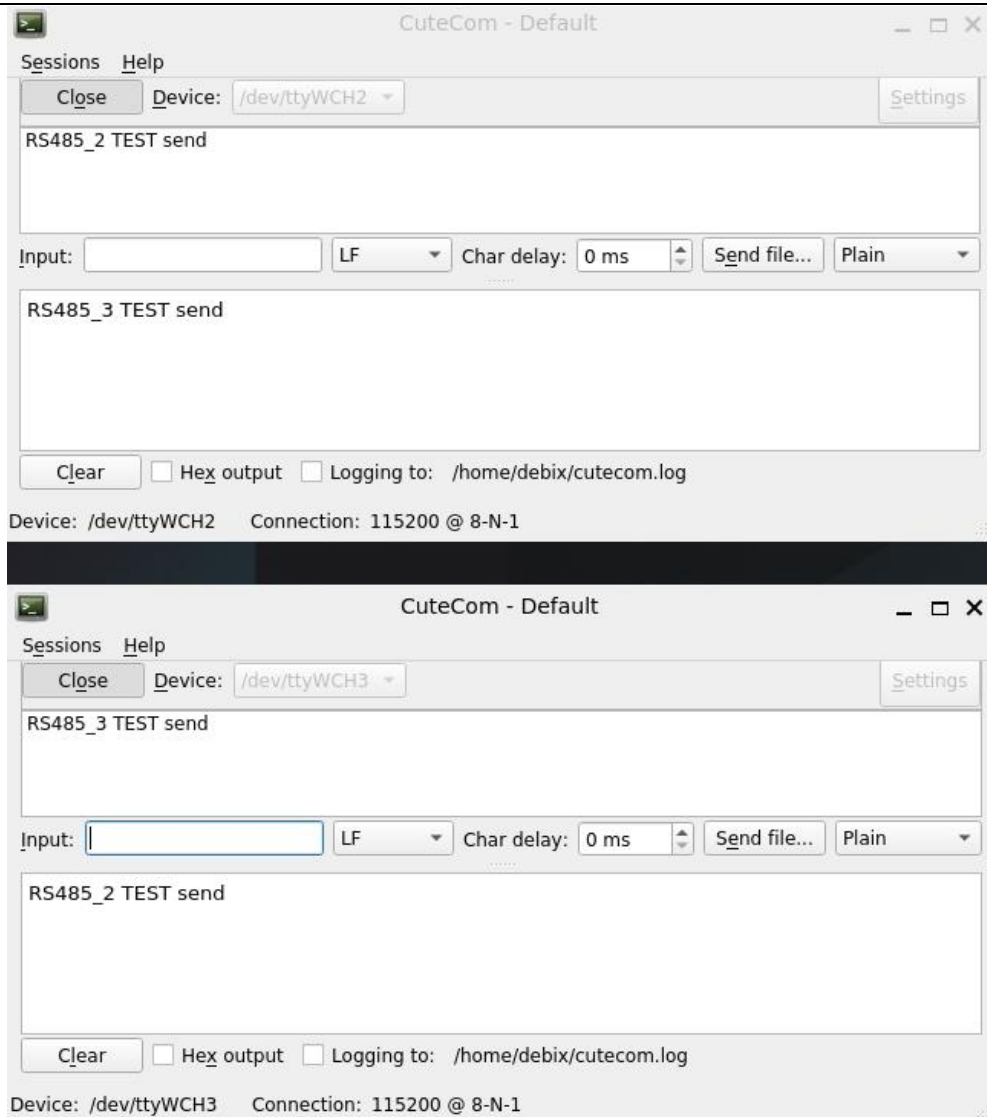 CuteCom - Default
Sessions Help
Close Device: /dev/ttyWCH2 Settings
RS485_2 TEST send
Input: LF Char delay: 0 ms Send file... Plain
RS485_3 TEST send
Clear Hex output Logging to: /home/debix/cutecom.log
Device: /dev/ttyWCH2 Connection: 115200 @ 8-N-1
CuteCom - Default
Sessions Help
Close Device: /dev/ttyWCH3 Settings
RS485_3 TEST send
Input: LF Char delay: 0 ms Send file... Plain
RS485_2 TEST send
Clear Hex output Logging to: /home/debix/cutecom.log
Device: /dev/ttyWCH3 Connection: 115200 @ 8-N-1